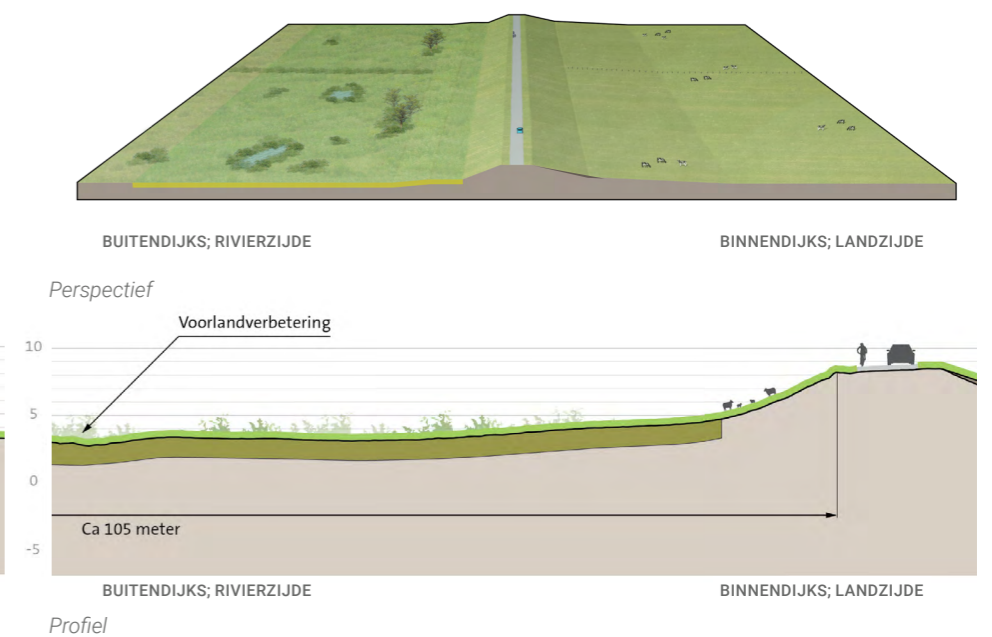 BUITENDIJKS; RIVIERZIJDE
BINNENDIJKS; LANDZIJDE
Perspectief
Voorlandverbetering
10
5
0
Ca 105 meter
-5
BUITENDIJKS; RIVIERZIJDE
BINNENDIJKS; LANDZIJDE
Profiel